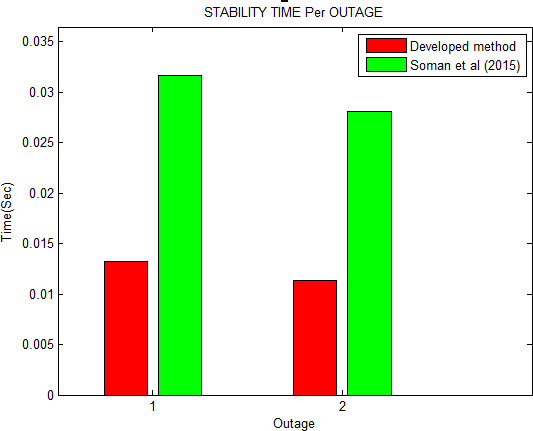 STABILITY TIME Per OUTAGE
Developed method
Soman et al (2015)
0.035
0.03
0.025
0.02
0.015
0.01
0.005
0
Time(Sec)
1
2
Outage